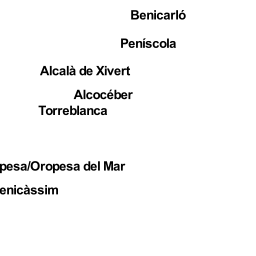 Benicarló
Peníscola
Alcalà de Xivert
Alcocéber
Torreblanca
pesa/Oropesa del Mar
enicàssim